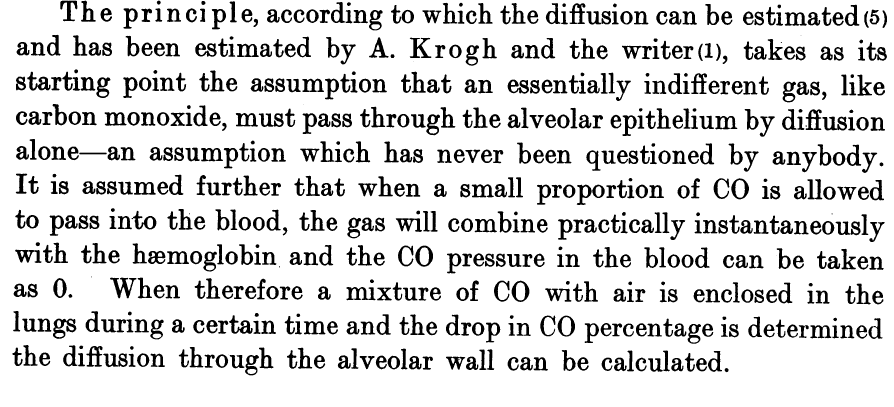 The principle, according to which the diffusion can be estimated (5)
and has been estimated by A. Krogh and the writer (1), takes as its
starting point the assumption that an essentially indifferent gas, like
carbon monoxide, must pass through the alveolar epithelium by diffusion
alone—an assumption which has never been questioned by anybody.
It is assumed further that when a small proportion of CO is allowed
to pass into the blood, the gas will combine practically instantaneously
with the hæmoglobin and the CO pressure in the blood can be taken
as 0. When therefore a mixture of CO with air is enclosed in the
lungs during a certain time and the drop in CO percentage is determined
the diffusion through the alveolar wall can be calculated.